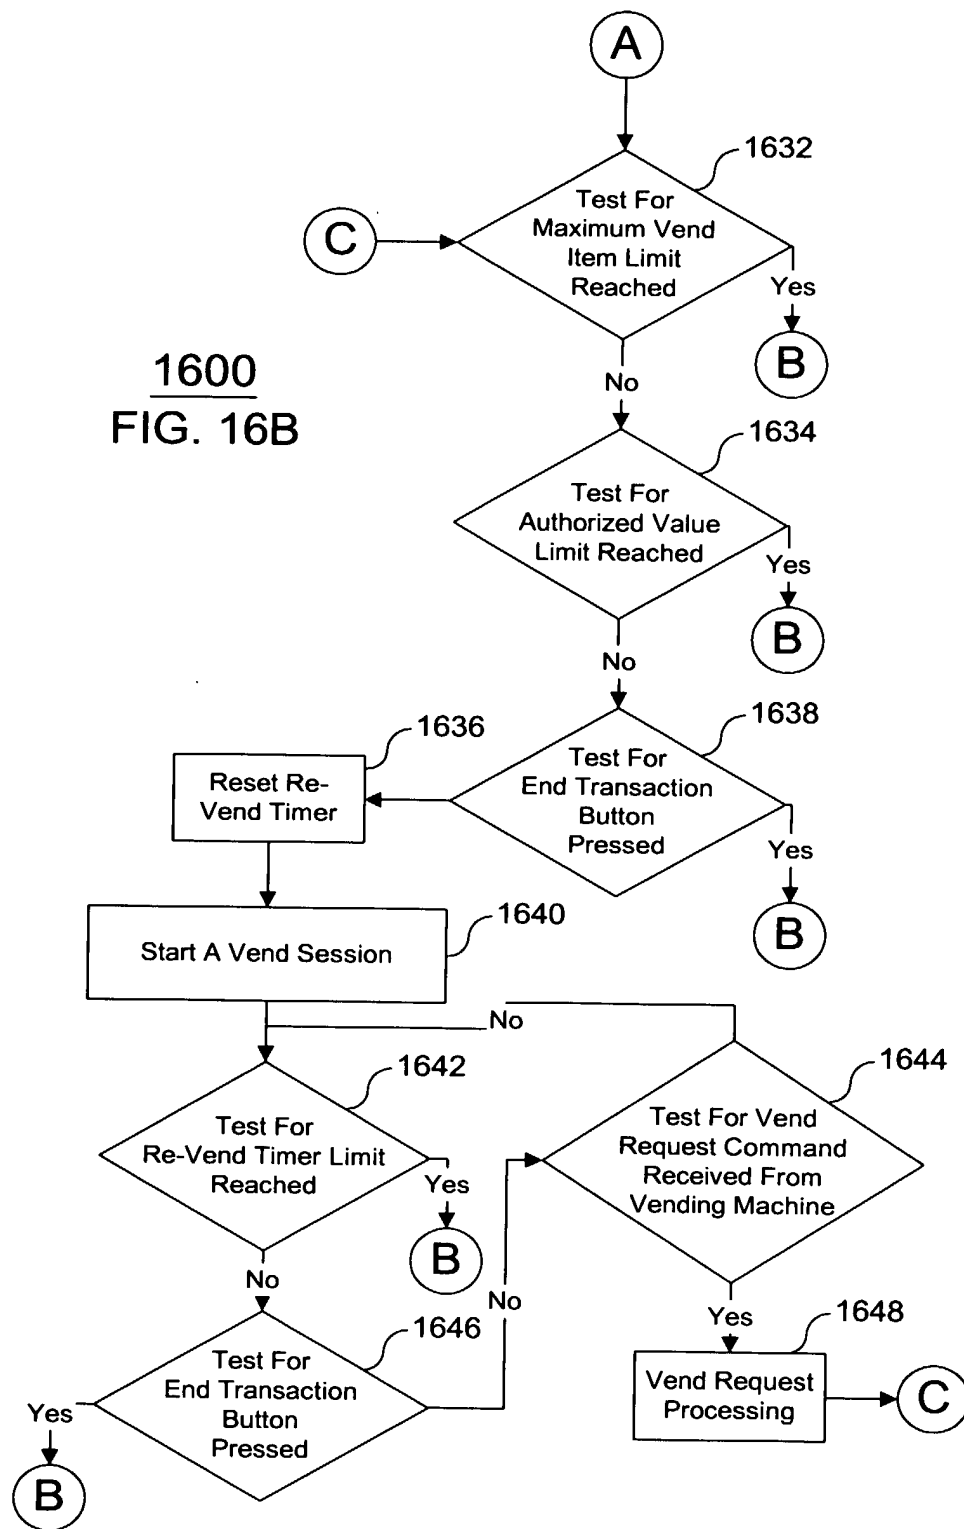 A
1632
Test For
Maximum Vend
Item Limit
Reached
C
Yes
B
1600
FIG. 16B
No
1634
Test For
Authorized Value
Limit Reached
Yes
B
No
1638
Test For
End Transaction
Button
Pressed
1636
Reset Re-
Vend Timer
Yes
B
1640
Start A Vend Session
No
1642
Test For
Re-Vend Timer Limit
Reached
Yes
B
1644
Test For Vend
Request Command
Received From
Vending Machine
No
No
1646
Test For
End Transaction
Button
Pressed
Yes
B
Yes
1648
Vend Request
Processing
C